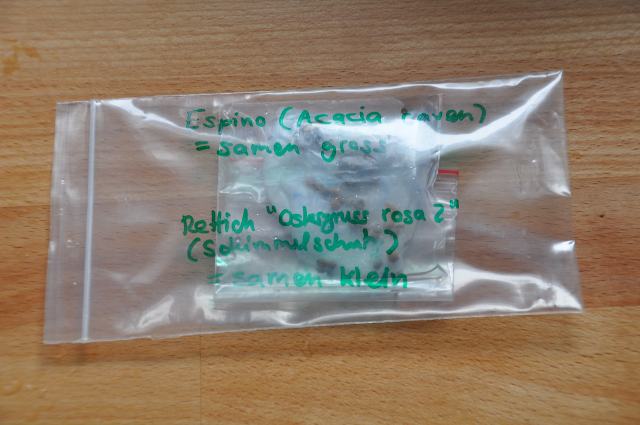 Espino (Acacia caven)
= samen gross
Rettich "Ostergruss rosa 2"
(Schimmelschutz)
= samen klein